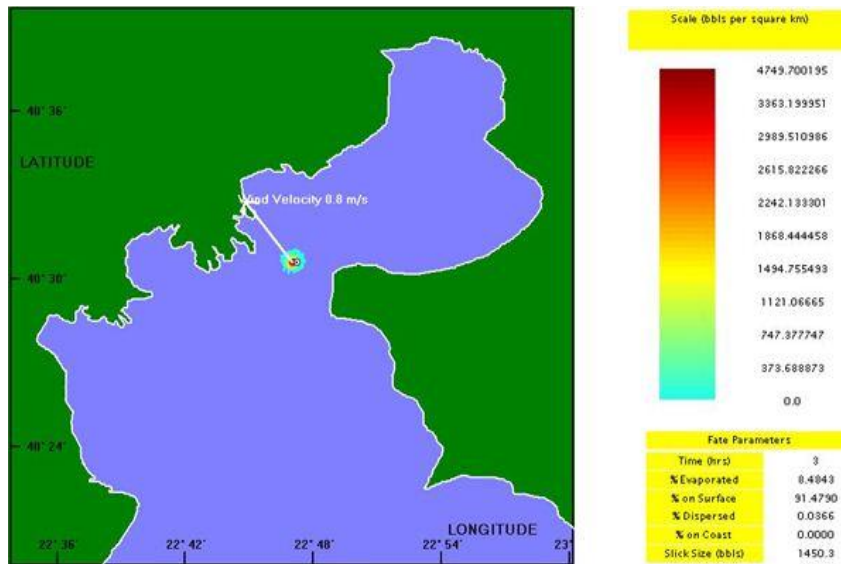 Scale (bbls per square km)
4749.700195
3363.199951
2989.510986
2615.822266
2242.133301
1868.444458
1494.755493
1121.06665
747.377747
373.688873
0.0
40° 36'
LATITUDE
Wind Velocity m/s
40° 30'
40° 24'
LONGITUDE
22° 36' 22° 42' 22° 48' 22° 54' 23°
Fate Parameters
Time (hrs) 3
% Evaporated 8.4843
% on Surface 91.4790
% Dispersed 0.0366
% on Coast 0.0000
Slick Size (bbls) 1450.3